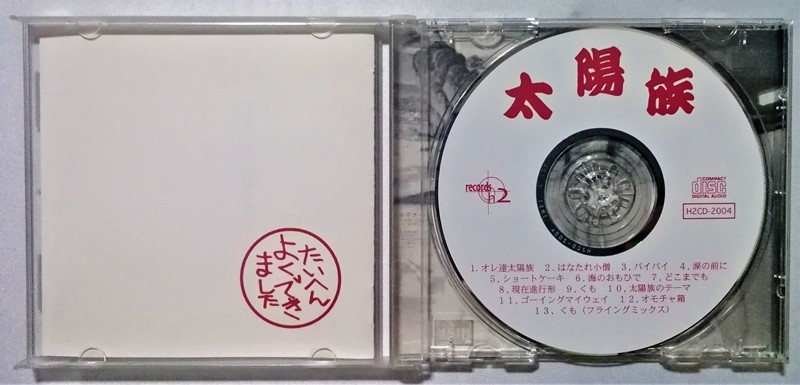 たいへん
よくでき
ました
太陽族
records
H2
COMPACT
disc
DIGITAL AUDIO
H2CD-2004
1.オレ達太陽族　2.はなたれ小僧　3.バイバイ　4.涙の前に
5.ショートケーキ　6.海のおもひで　7.どこまでも
8.現在進行形　9.くも　10.太陽族のテーマ
11.ゴーイングマイウェイ　12.オモチャ箱
13.くも（フライングミックス）